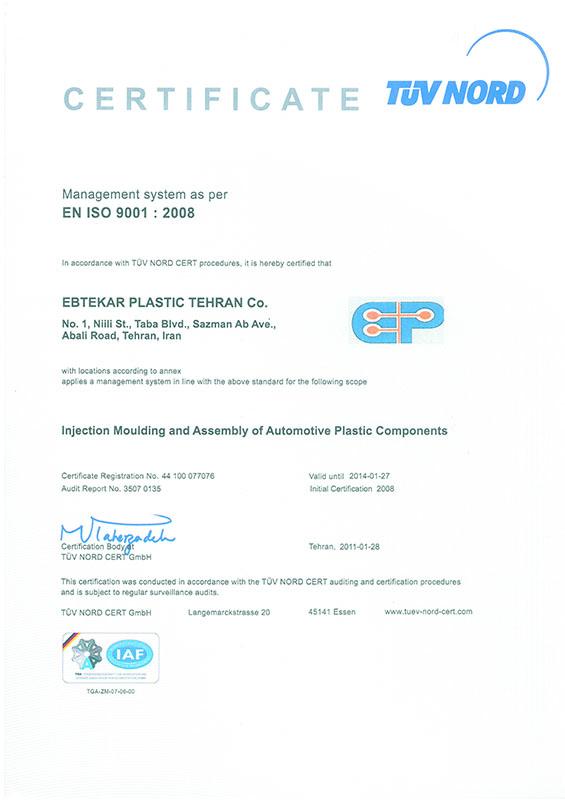 CERTIFICATE
TÜV NORD
Management system as per
EN ISO 9001 : 2008
In accordance with TÜV NORD CERT procedures, it is hereby certified that
EBTEKAR PLASTIC TEHRAN Co.
No. 1, Niili St., Taba Blvd., Sazman Ab Ave.,
Abali Road, Tehran, Iran
EP
with locations according to annex
applies a management system in line with the above standard for the following scope
Injection Moulding and Assembly of Automotive Plastic Components
Certificate Registration No. 44 100 077076
Valid until 2014-01-27
Audit Report No. 3507 0135
Initial Certification 2008
Certification Body at
TÜV NORD CERT GmbH
Tehran, 2011-01-28
This certification was conducted in accordance with the TÜV NORD CERT auditing and certification procedures
and is subject to regular surveillance audits.
TÜV NORD CERT GmbH Langemarckstrasse 20 45141 Essen www.tuev-nord-cert.com
IAF
TGA-ZM-07-06-00